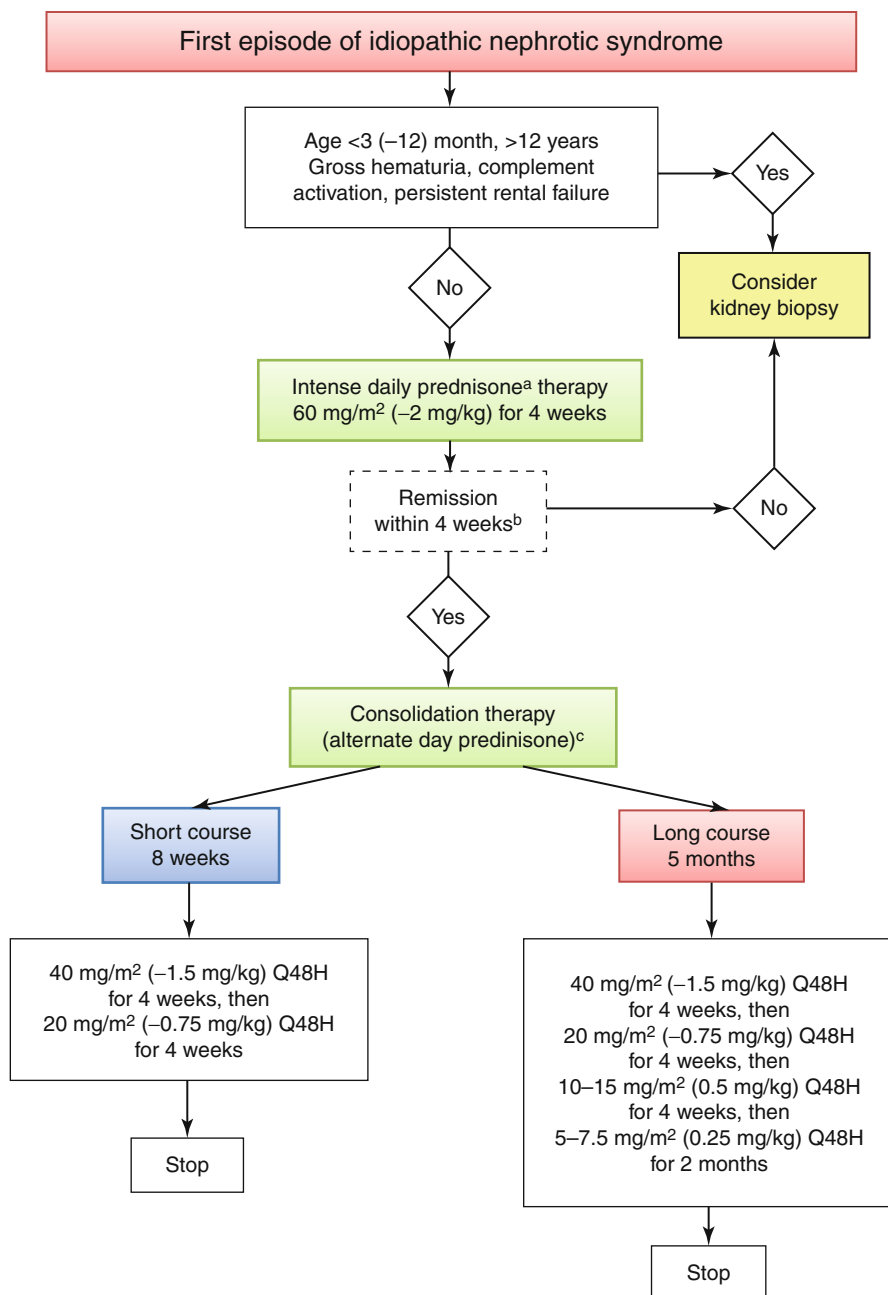 First episode of idiopathic nephrotic syndrome
Age <3 (–12) month, >12 years
Gross hematuria, complement
activation, persistent rental failure
Yes
No
Consider
kidney biopsy
Intense daily prednisoneᵃ therapy
60 mg/m² (–2 mg/kg) for 4 weeks
Remission
within 4 weeksᵇ
No
Yes
Consolidation therapy
(alternate day predinisone)ᶜ
Short course
8 weeks
Long course
5 months
40 mg/m² (–1.5 mg/kg) Q48H
for 4 weeks, then
20 mg/m² (–0.75 mg/kg) Q48H
for 4 weeks
Stop
40 mg/m² (–1.5 mg/kg) Q48H
for 4 weeks, then
20 mg/m² (–0.75 mg/kg) Q48H
for 4 weeks, then
10–15 mg/m² (0.5 mg/kg) Q48H
for 4 weeks, then
5–7.5 mg/m² (0.25 mg/kg) Q48H
for 2 months
Stop